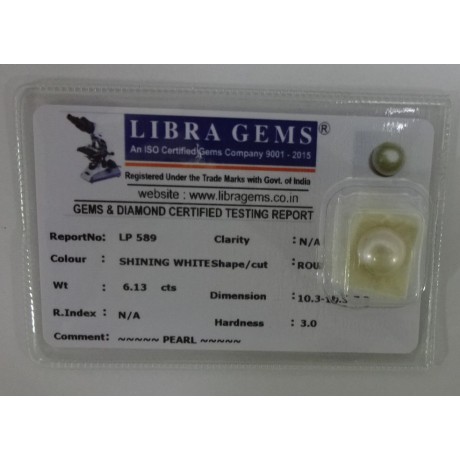 LIBRA GEMS®
An ISO Certified Gems Company 9001 - 2015
Registered Under the Trade Marks with Govt. of India
website : www.libragems.co.in
GEMS & DIAMOND CERTIFIED TESTING REPORT
ReportNo: LP 589 Clarity : N/A
Colour : SHINING WHITE Shape/cut :
Wt : 6.13 cts Dimension :
R.Index : N/A Hardness : 3.0
Comment: ~~~~~ PEARL ~~~~~